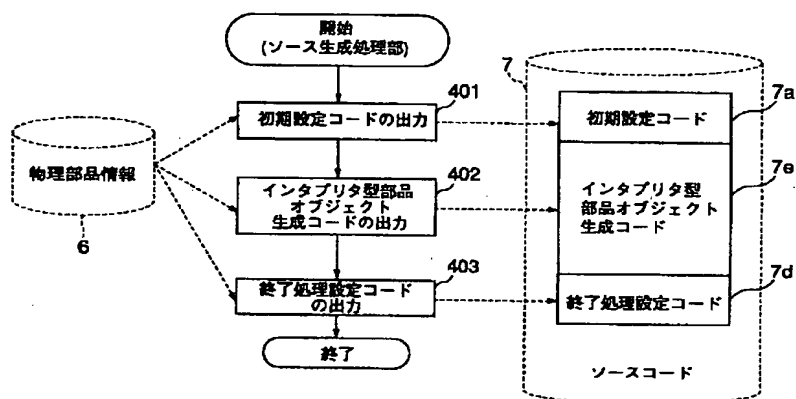 開始
(ソース生成処理部)
401
初期設定コードの出力
402
インタプリタ型部品
オブジェクト
生成コードの出力
403
終了処理設定コード
の出力
終了
物理部品情報
6
7
7a
初期設定コード
7e
インタプリタ型
部品オブジェクト
生成コード
7d
終了処理設定コード
ソースコード